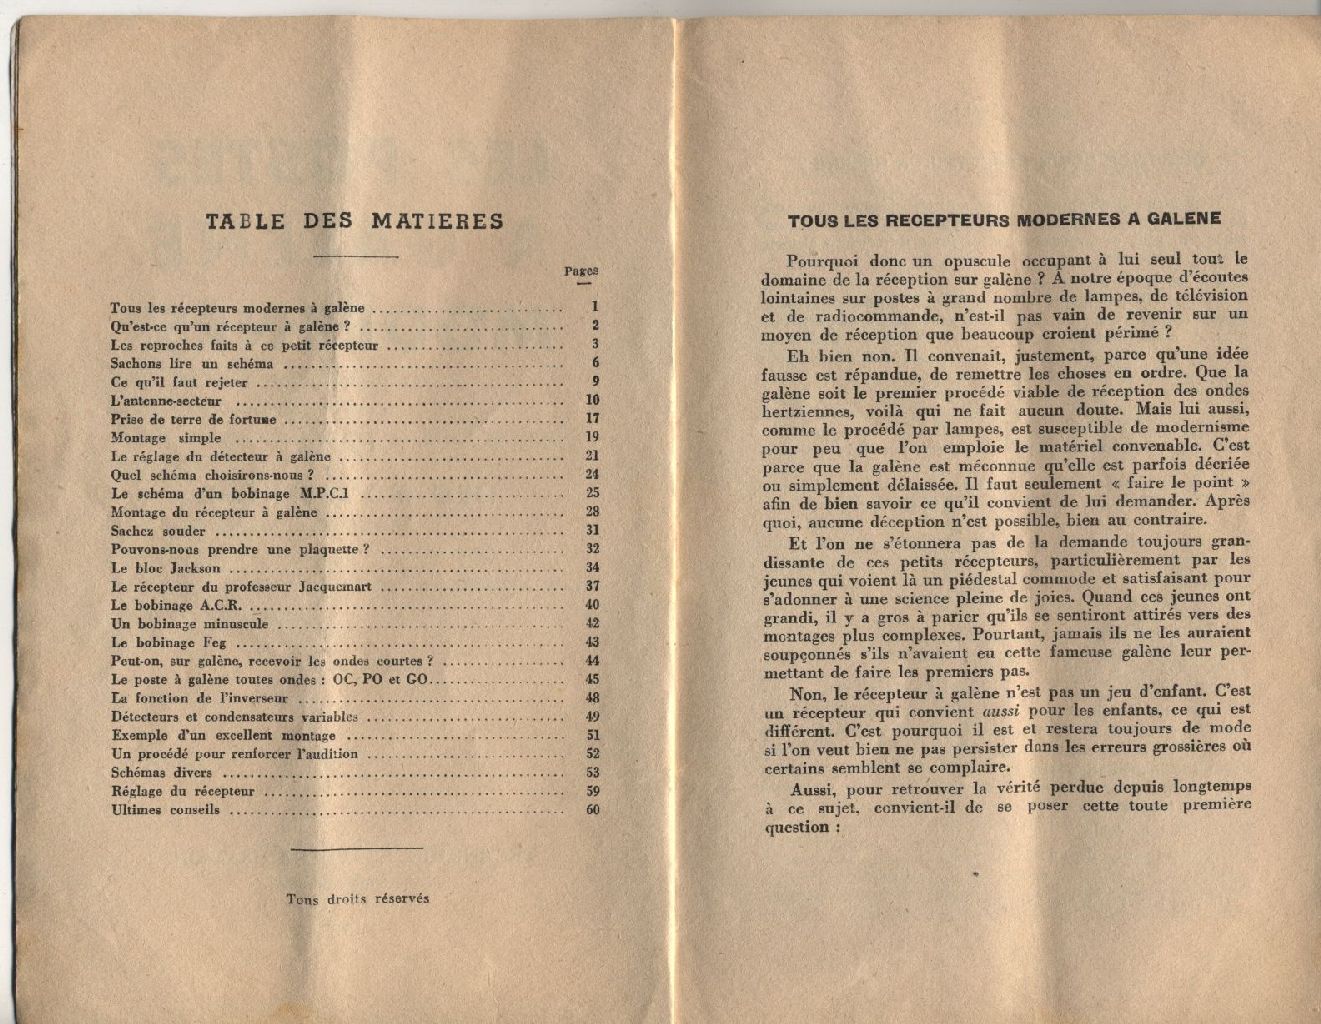 TABLE DES MATIERES
Pages
Tous les récepteurs modernes à galène ........................ 1
Qu'est-ce qu'un récepteur à galène ? ........................ 2
Les reproches faits à ce petit récepteur ........................ 3
Sachons lire un schéma ........................ 6
Ce qu'il faut rejeter ........................ 9
L'antenne-secteur ........................ 10
Prise de terre de fortune ........................ 17
Montage simple ........................ 19
Le réglage du détecteur à galène ........................ 21
Quel schéma choisirons-nous ? ........................ 24
Le schéma d'un bobinage M.P.C.1 ........................ 25
Montage du récepteur à galène ........................ 28
Sachez souder ........................ 31
Pouvons-nous prendre une plaquette ? ........................ 32
Le bloc Jackson ........................ 34
Le récepteur du professeur Jacquemart ........................ 37
Le bobinage A.C.R. ........................ 40
Un bobinage minuscule ........................ 42
Le bobinage Feg ........................ 43
Peut-on, sur galène, recevoir les ondes courtes ? ........................ 44
Le poste à galène toutes ondes : OC, PO et GO........................ 45
La fonction de l'inverseur ........................ 48
Détecteurs et condensateurs variables ........................ 49
Exemple d'un excellent montage ........................ 51
Un procédé pour renforcer l'audition ........................ 52
Schémas divers ........................ 53
Réglage du récepteur ........................ 59
Ultimes conseils ........................ 60
Tous droits réservés
TOUS LES RECEPTEURS MODERNES A GALENE
Pourquoi donc un opuscule occupant à lui seul tout le
domaine de la réception sur galène ? A notre époque d'écoutes
lointaines sur postes à grand nombre de lampes, de télévision
et de radiocommande, n'est-il pas vain de revenir sur un
moyen de réception que beaucoup croient périmé ?
Eh bien non. Il convenait, justement, parce qu'une idée
fausse est répandue, de remettre les choses en ordre. Que la
galène soit le premier procédé viable de réception des ondes
hertziennes, voilà qui ne fait aucun doute. Mais lui aussi,
comme le procédé par lampes, est susceptible de modernisme
pour peu que l'on emploie le matériel convenable. C'est
parce que la galène est méconnue qu'elle est parfois décriée
ou simplement délaissée. Il faut seulement « faire le point »
afin de bien savoir ce qu'il convient de lui demander. Après
quoi, aucune déception n'est possible, bien au contraire.
Et l'on ne s'étonnera pas de la demande toujours gran-
dissante de ces petits récepteurs, particulièrement par les
jeunes qui voient là un piédestal commode et satisfaisant pour
s'adonner à une science pleine de joies. Quand ces jeunes ont
grandi, il y a gros à parier qu'ils se sentiront attirés vers des
montages plus complexes. Pourtant, jamais ils ne les auraient
soupçonnés s'ils n'avaient eu cette fameuse galène leur per-
mettant de faire les premiers pas.
Non, le récepteur à galène n'est pas un jeu d'enfant. C'est
un récepteur qui convient aussi pour les enfants, ce qui est
différent. C'est pourquoi il est et restera toujours de mode
si l'on veut bien ne pas persister dans les erreurs grossières où
certains semblent se complaire.
Aussi, pour retrouver la vérité perdue depuis longtemps
à ce sujet, convient-il de se poser cette toute première
question :